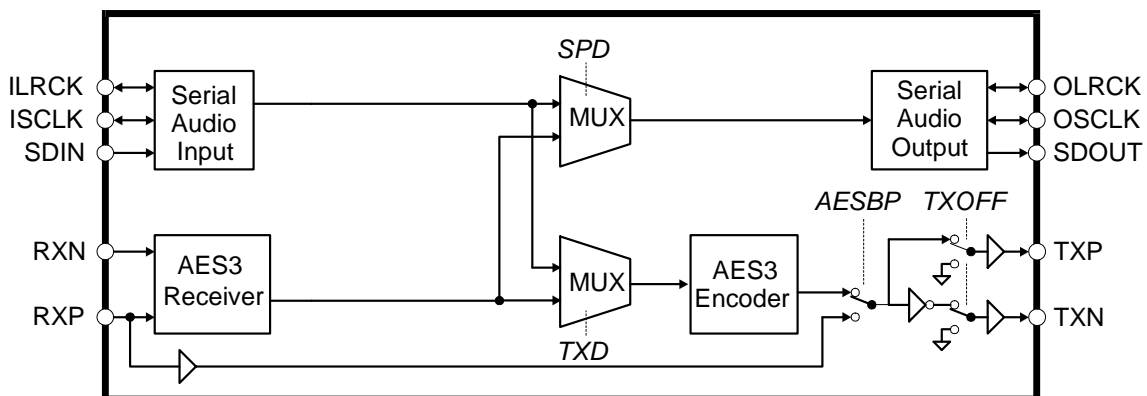 SPD
ILRCK
ISCLK
SDIN
Serial
Audio
Input
MUX
Serial
Audio
Output
OLRCK
OSCLK
SDOUT
AESBP
TXOFF
RXN
RXP
AES3
Receiver
MUX
TXD
AES3
Encoder
TXP
TXN